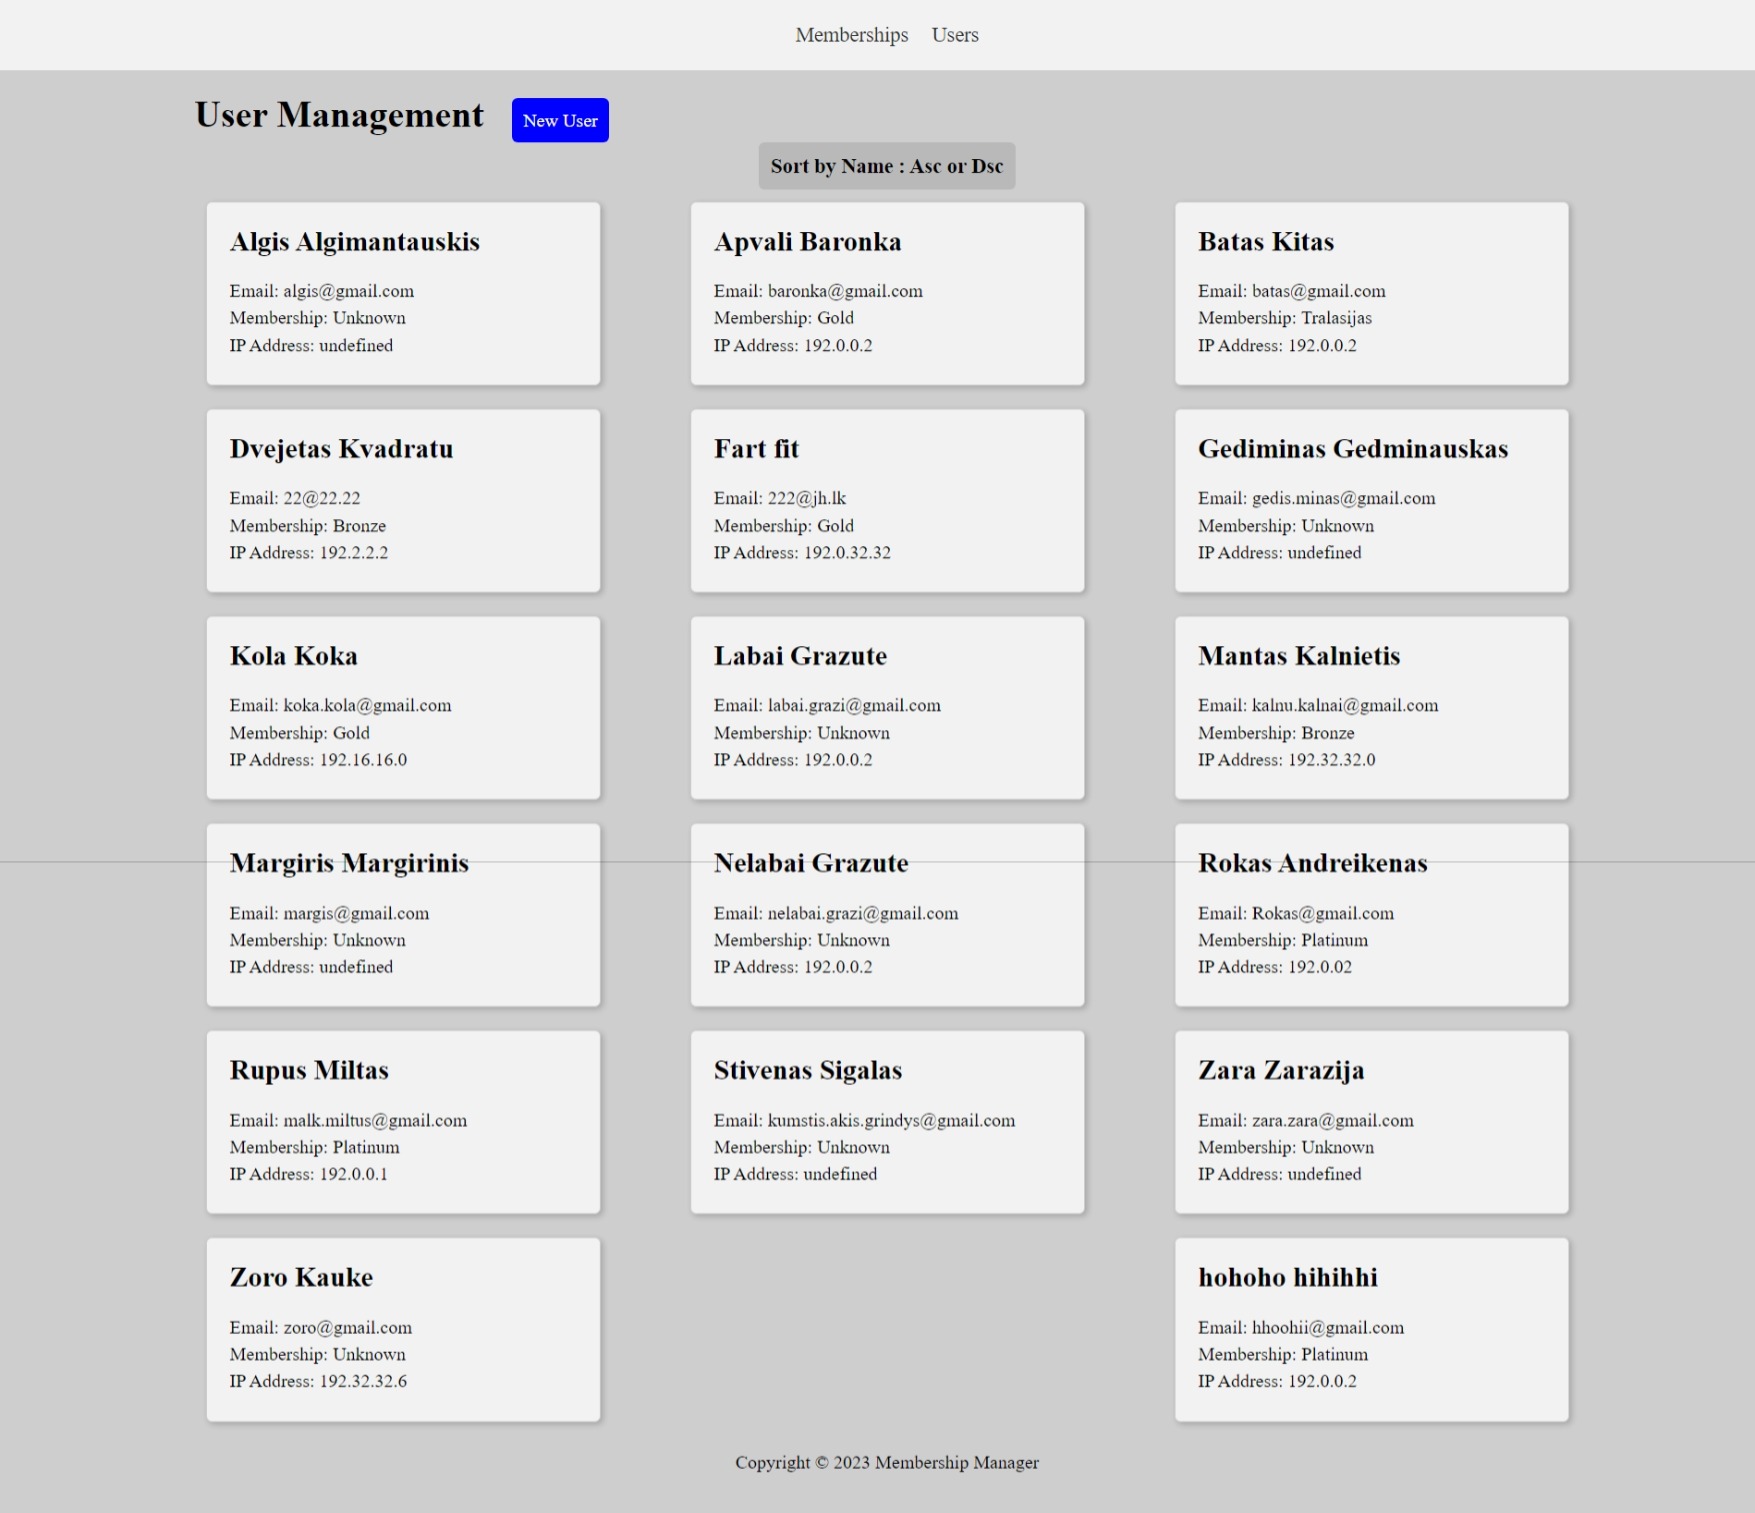 Memberships Users
User Management New User
Sort by Name : Asc or Dsc
Algis Algimantauskis
Email: algis@gmail.com
Membership: Unknown
IP Address: undefined
Apvali Baronka
Email: baronka@gmail.com
Membership: Gold
IP Address: 192.0.0.2
Batas Kitas
Email: batas@gmail.com
Membership: Tralasijas
IP Address: 192.0.0.2
Dvejetas Kvadratu
Email: 22@22.22
Membership: Bronze
IP Address: 192.2.2.2
Fart fit
Email: 222@jh.lk
Membership: Gold
IP Address: 192.0.32.32
Gediminas Gedminauskas
Email: gedis.minas@gmail.com
Membership: Unknown
IP Address: undefined
Kola Koka
Email: koka.kola@gmail.com
Membership: Gold
IP Address: 192.16.16.0
Labai Grazute
Email: labai.grazi@gmail.com
Membership: Unknown
IP Address: 192.0.0.2
Mantas Kalnietis
Email: kalnu.kalnai@gmail.com
Membership: Bronze
IP Address: 192.32.32.0
Margiris Margirinis
Email: margis@gmail.com
Membership: Unknown
IP Address: undefined
Nelabai Grazute
Email: nelabai.grazi@gmail.com
Membership: Unknown
IP Address: 192.0.0.2
Rokas Andreikenas
Email: Rokas@gmail.com
Membership: Platinum
IP Address: 192.0.02
Rupus Miltas
Email: malk.miltus@gmail.com
Membership: Platinum
IP Address: 192.0.0.1
Stivenas Sigalas
Email: kumstis.akis.grindys@gmail.com
Membership: Unknown
IP Address: undefined
Zara Zarazija
Email: zara.zara@gmail.com
Membership: Unknown
IP Address: undefined
Zoro Kauke
Email: zoro@gmail.com
Membership: Unknown
IP Address: 192.32.32.6
hohoho hihihhi
Email: hhoohii@gmail.com
Membership: Platinum
IP Address: 192.0.0.2
Copyright © 2023 Membership Manager